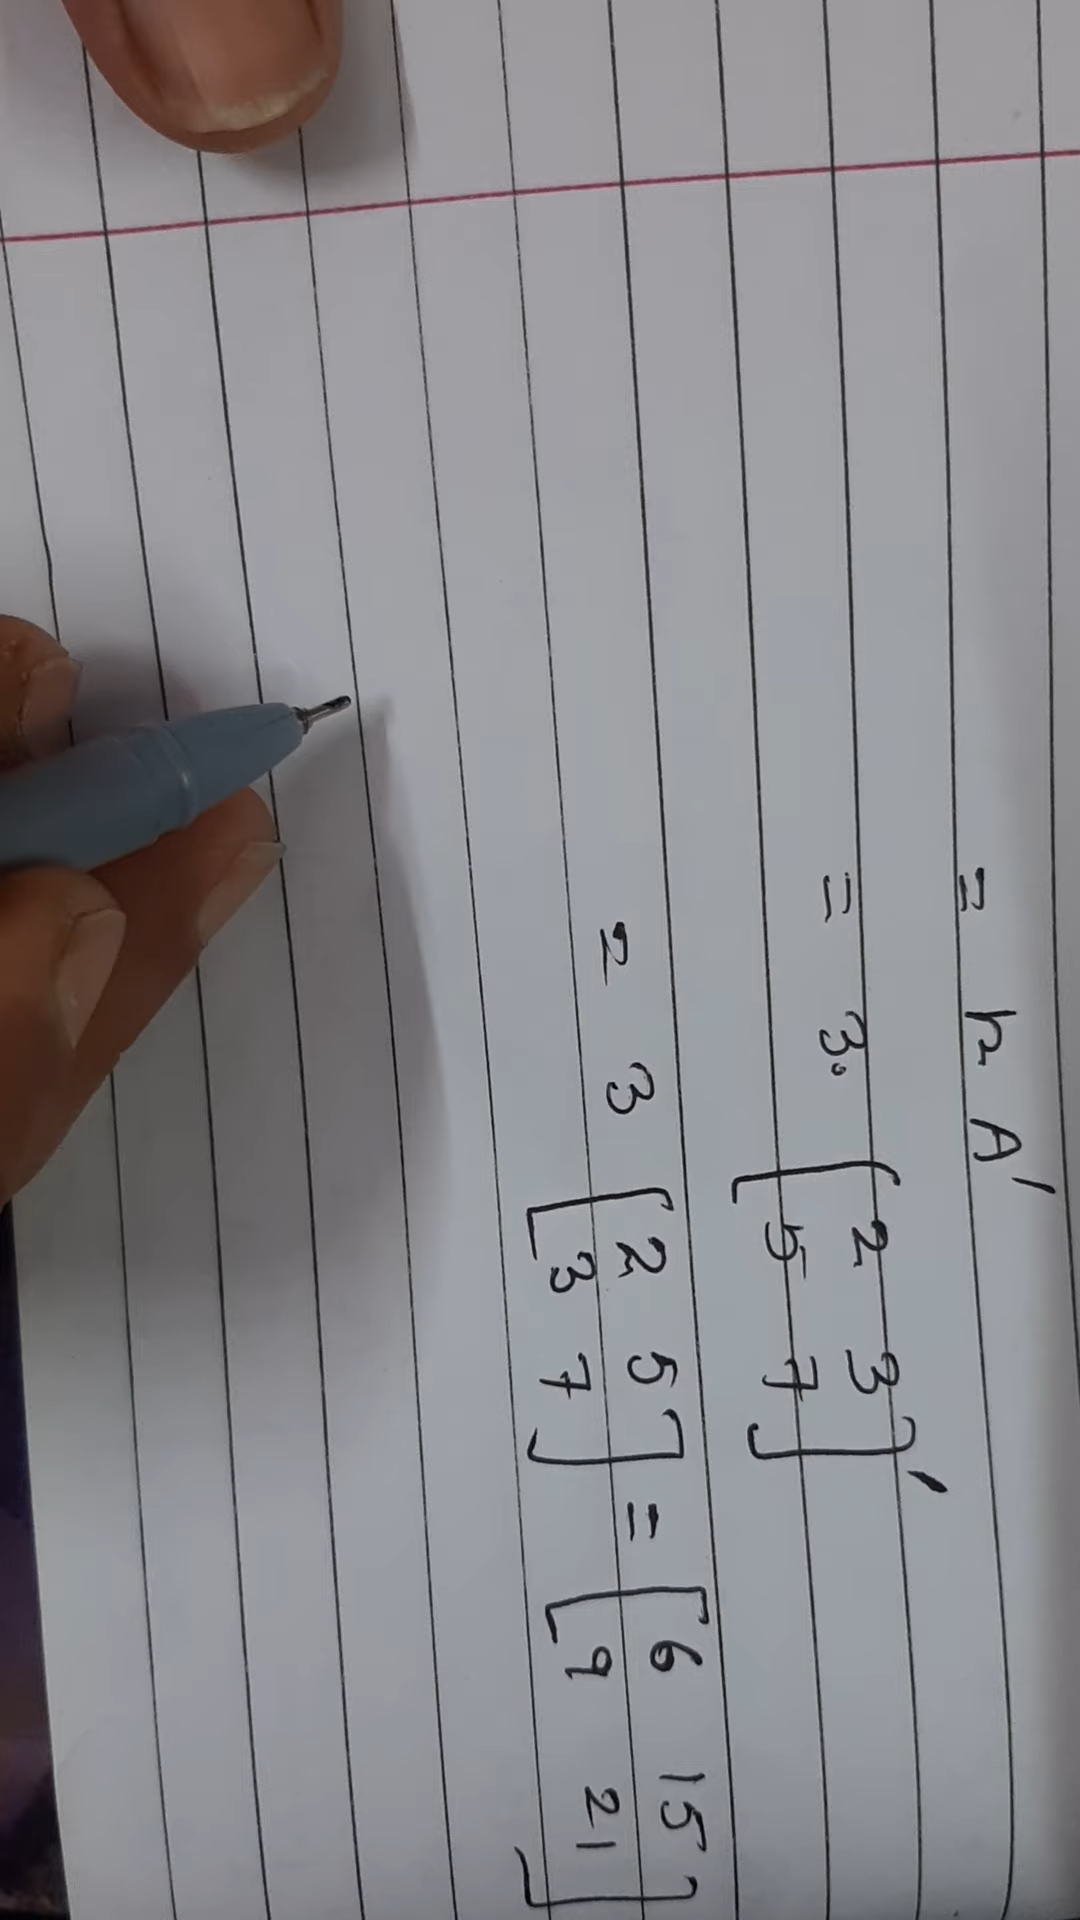 = k A'
= 3. [ 2 3
5 7 ]'
= 3 [ 2 5
3 7 ] = [ 6 15
9 21 ]